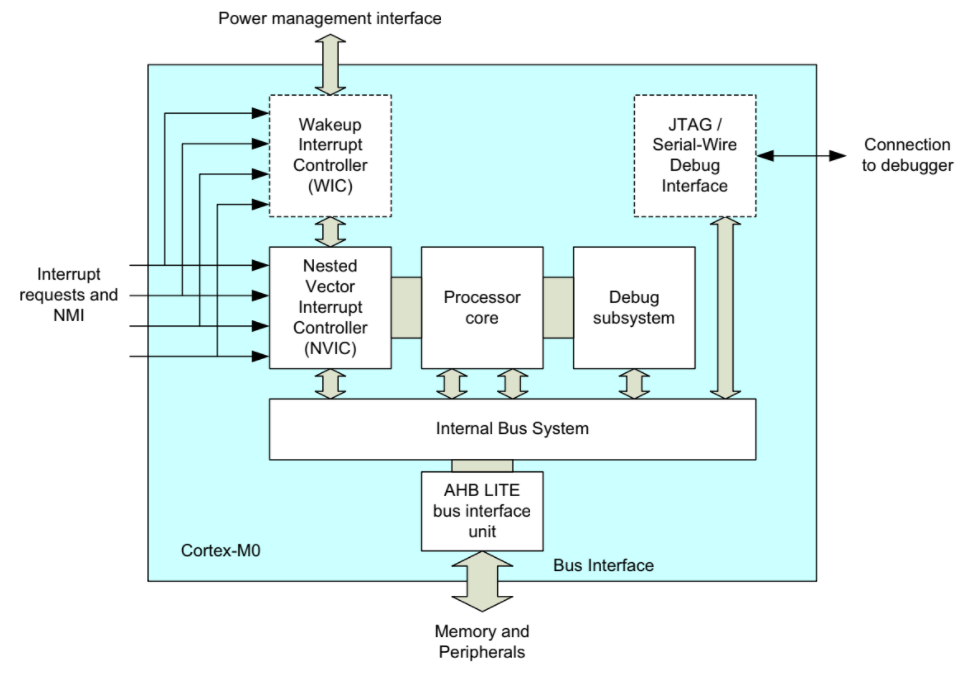 Power management interface
Wakeup
Interrupt
Controller
(WIC)
JTAG /
Serial-Wire
Debug
Interface
Connection
to debugger
Interrupt
requests and
NMI
Nested
Vector
Interrupt
Controller
(NVIC)
Processor
core
Debug
subsystem
Internal Bus System
AHB LITE
bus interface
unit
Cortex-M0
Bus Interface
Memory and
Peripherals